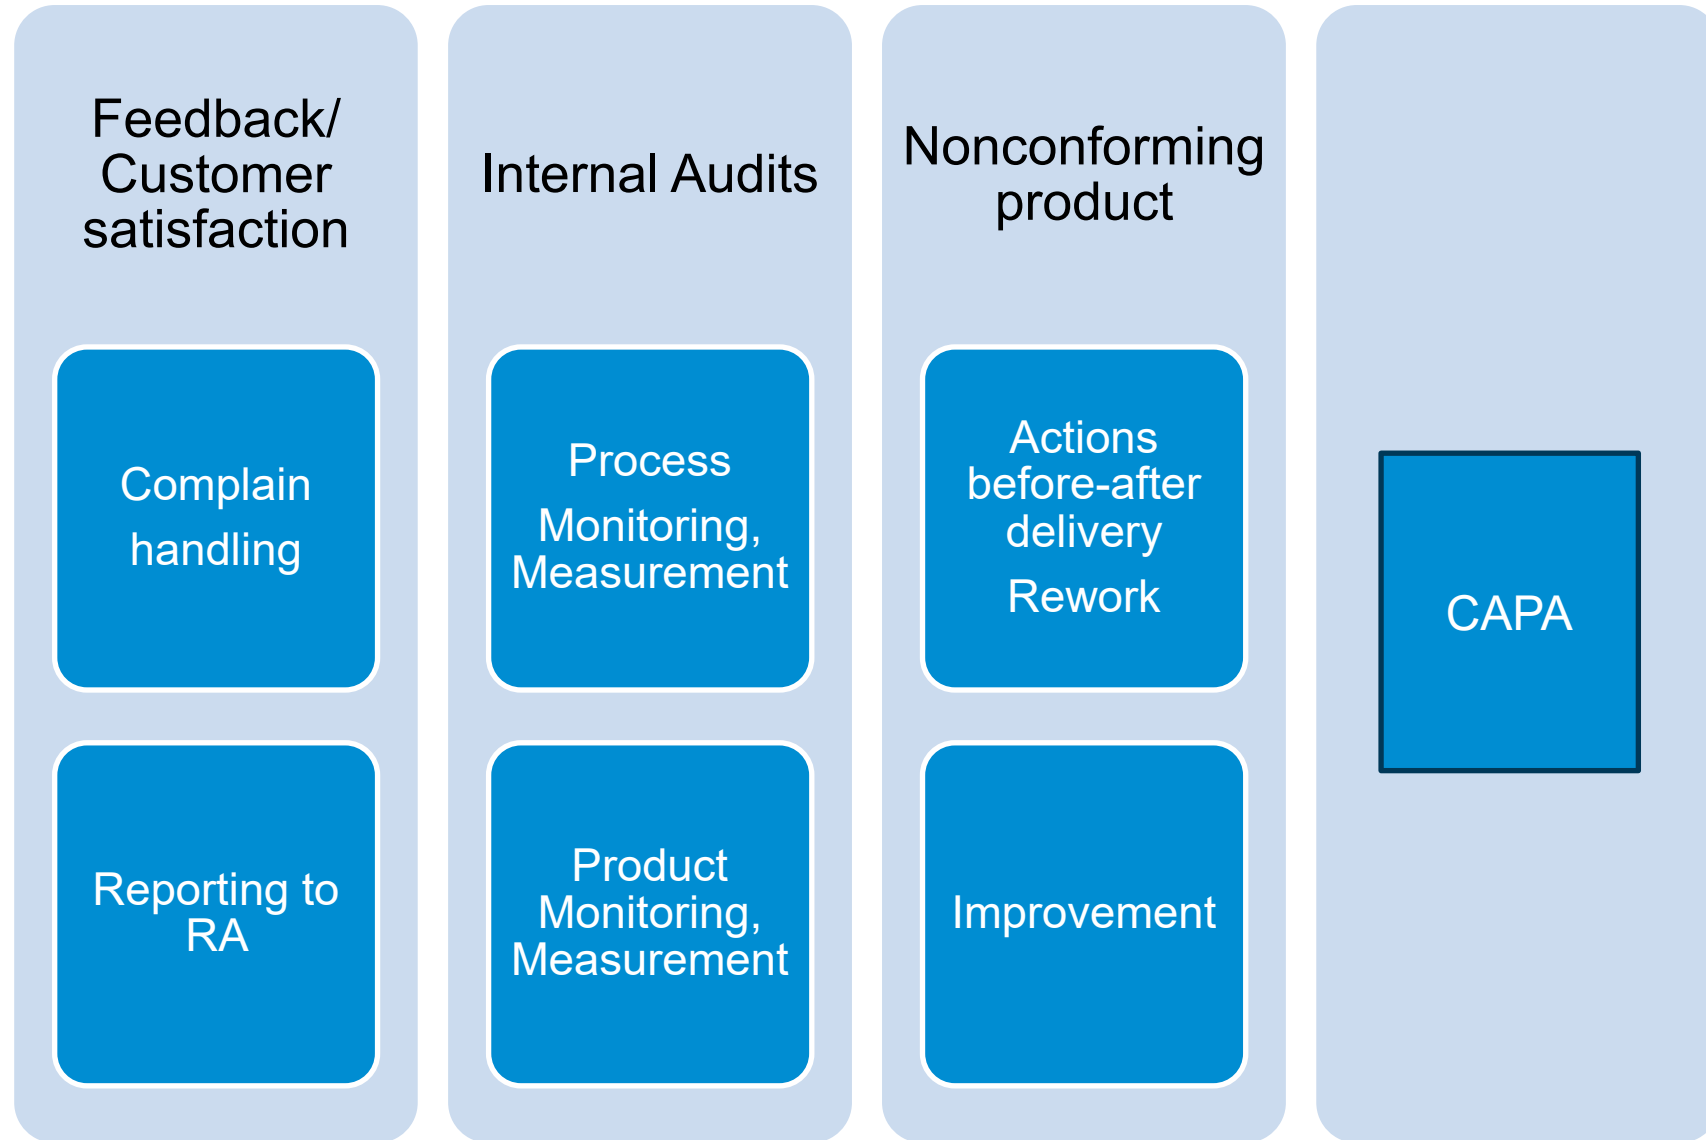 Feedback/
Customer
satisfaction
Complain
handling
Reporting to
RA
Internal Audits
Process
Monitoring,
Measurement
Product
Monitoring,
Measurement
Nonconforming
product
Actions
before-after
delivery
Rework
Improvement
CAPA